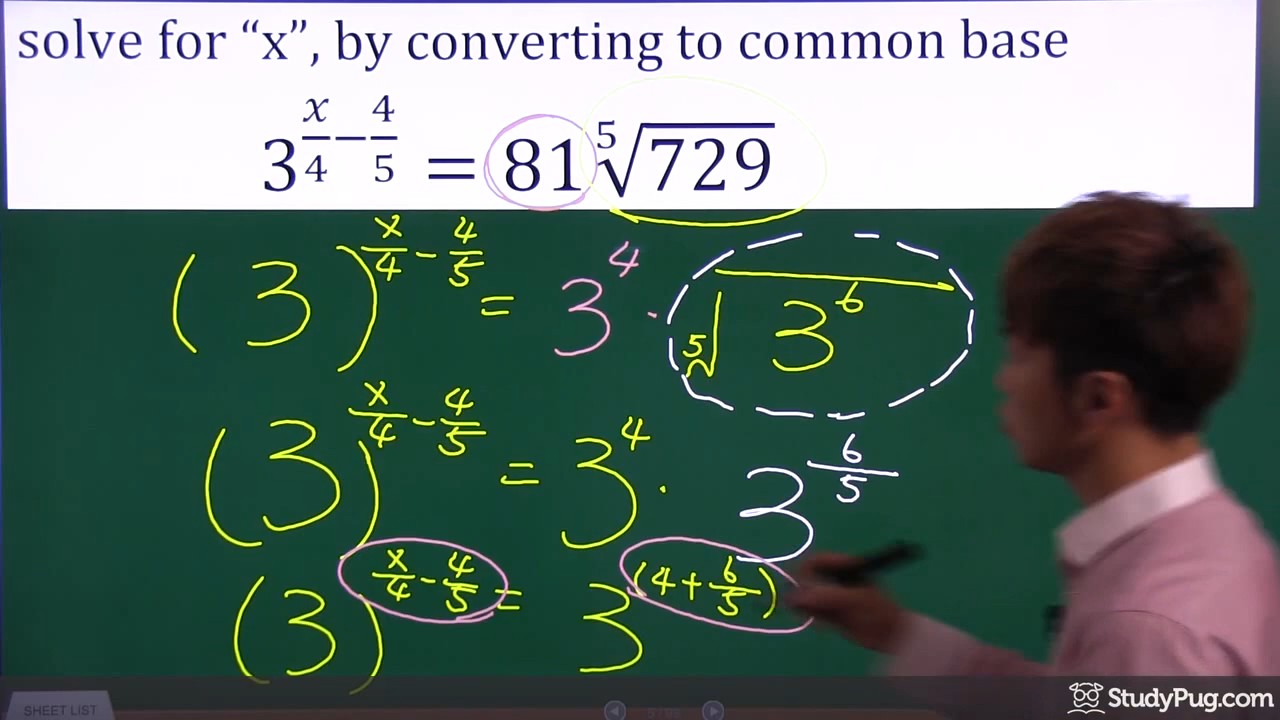 solve for “x”, by converting to common base
3^(x/4 − 4/5) = 81 ⁵√729
(3)^(x/4 − 4/5) = 3^4 · ⁵√3^6
(3)^(x/4 − 4/5) = 3^4 · 3^(6/5)
(3)^(x/4 − 4/5) = 3^(4 + 6/5)
SHEET LIST
StudyPug.com